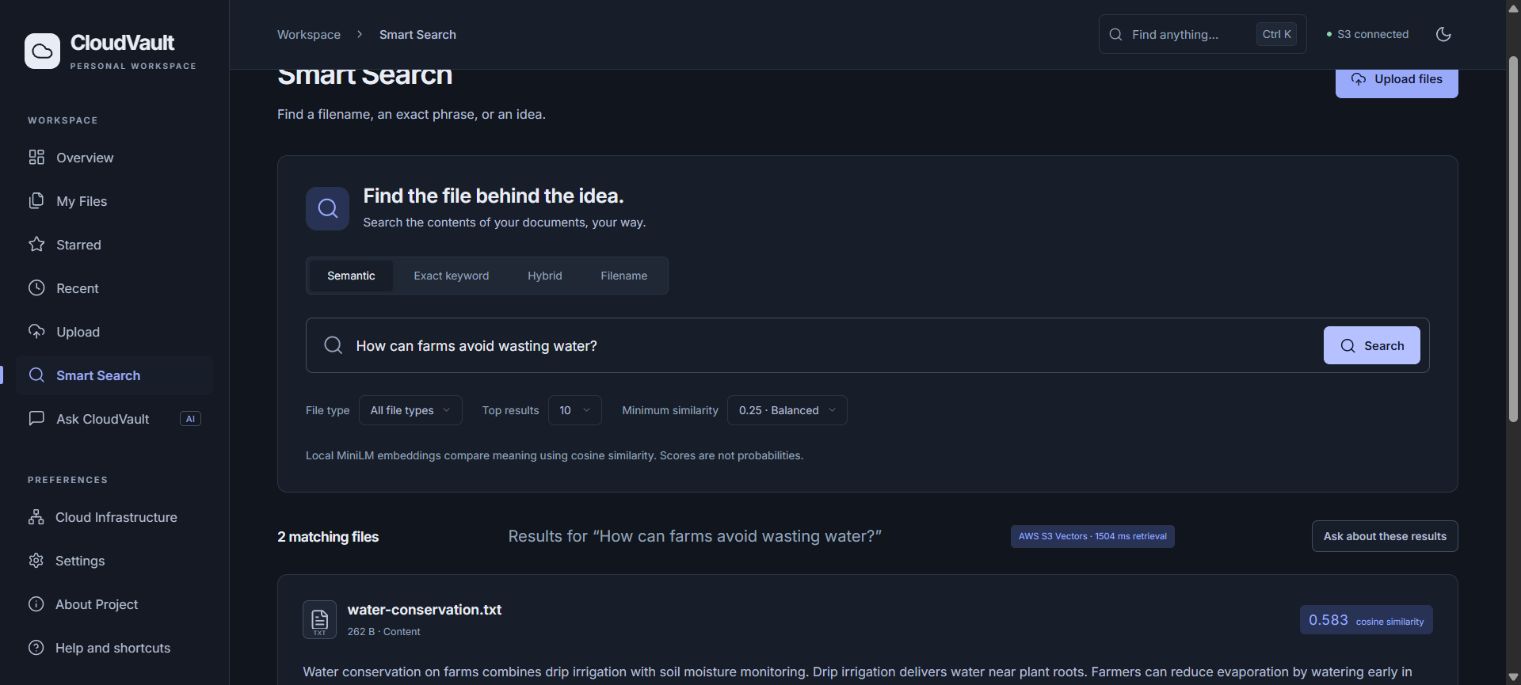 CloudVault
PERSONAL WORKSPACE
WORKSPACE
Overview
My Files
Starred
Recent
Upload
Smart Search
Ask CloudVault AI
PREFERENCES
Cloud Infrastructure
Settings
About Project
Help and shortcuts
Workspace > Smart Search
Find anything... Ctrl K
S3 connected
Smart Search
Upload files
Find a filename, an exact phrase, or an idea.
Find the file behind the idea.
Search the contents of your documents, your way.
Semantic Exact keyword Hybrid Filename
How can farms avoid wasting water?
Search
File type All file types Top results 10 Minimum similarity 0.25 · Balanced
Local MiniLM embeddings compare meaning using cosine similarity. Scores are not probabilities.
2 matching files Results for “How can farms avoid wasting water?” AWS S3 Vectors · 1504 ms retrieval Ask about these results
TXT
water-conservation.txt
262 B · Content
0.583 cosine similarity
Water conservation on farms combines drip irrigation with soil moisture monitoring. Drip irrigation delivers water near plant roots. Farmers can reduce evaporation by watering early in